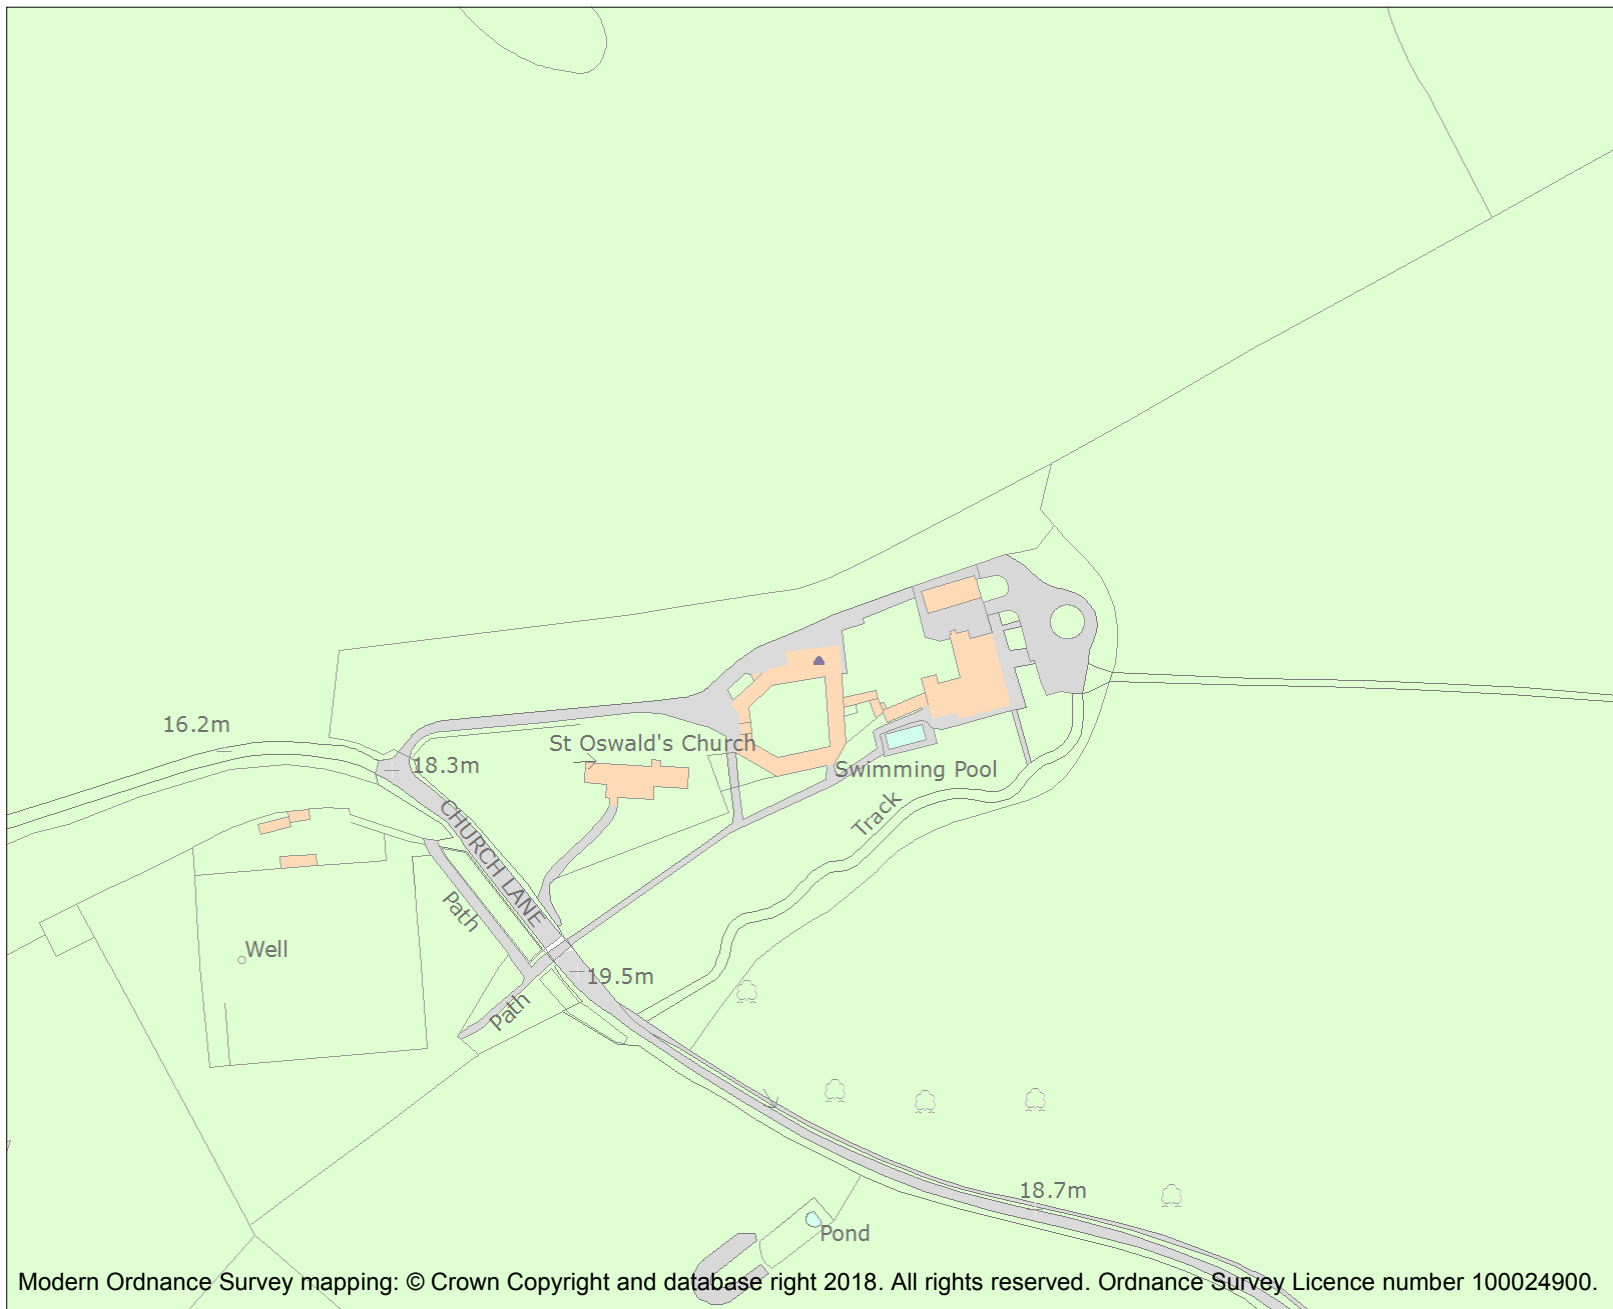 16.2m
St Oswald's Church
18.3m
Swimming Pool
CHURCH LANE
Track
Path
Well
19.5m
Path
18.7m
Pond
Modern Ordnance Survey mapping: © Crown Copyright and database right 2018. All rights reserved. Ordnance Survey Licence number 100024900.